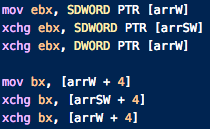 mov ebx, SDWORD PTR [arrW]
xchg ebx, SDWORD PTR [arrSW]
xchg ebx, DWORD PTR [arrW]
mov bx, [arrW + 4]
xchg bx, [arrSW + 4]
xchg bx, [arrW + 4]